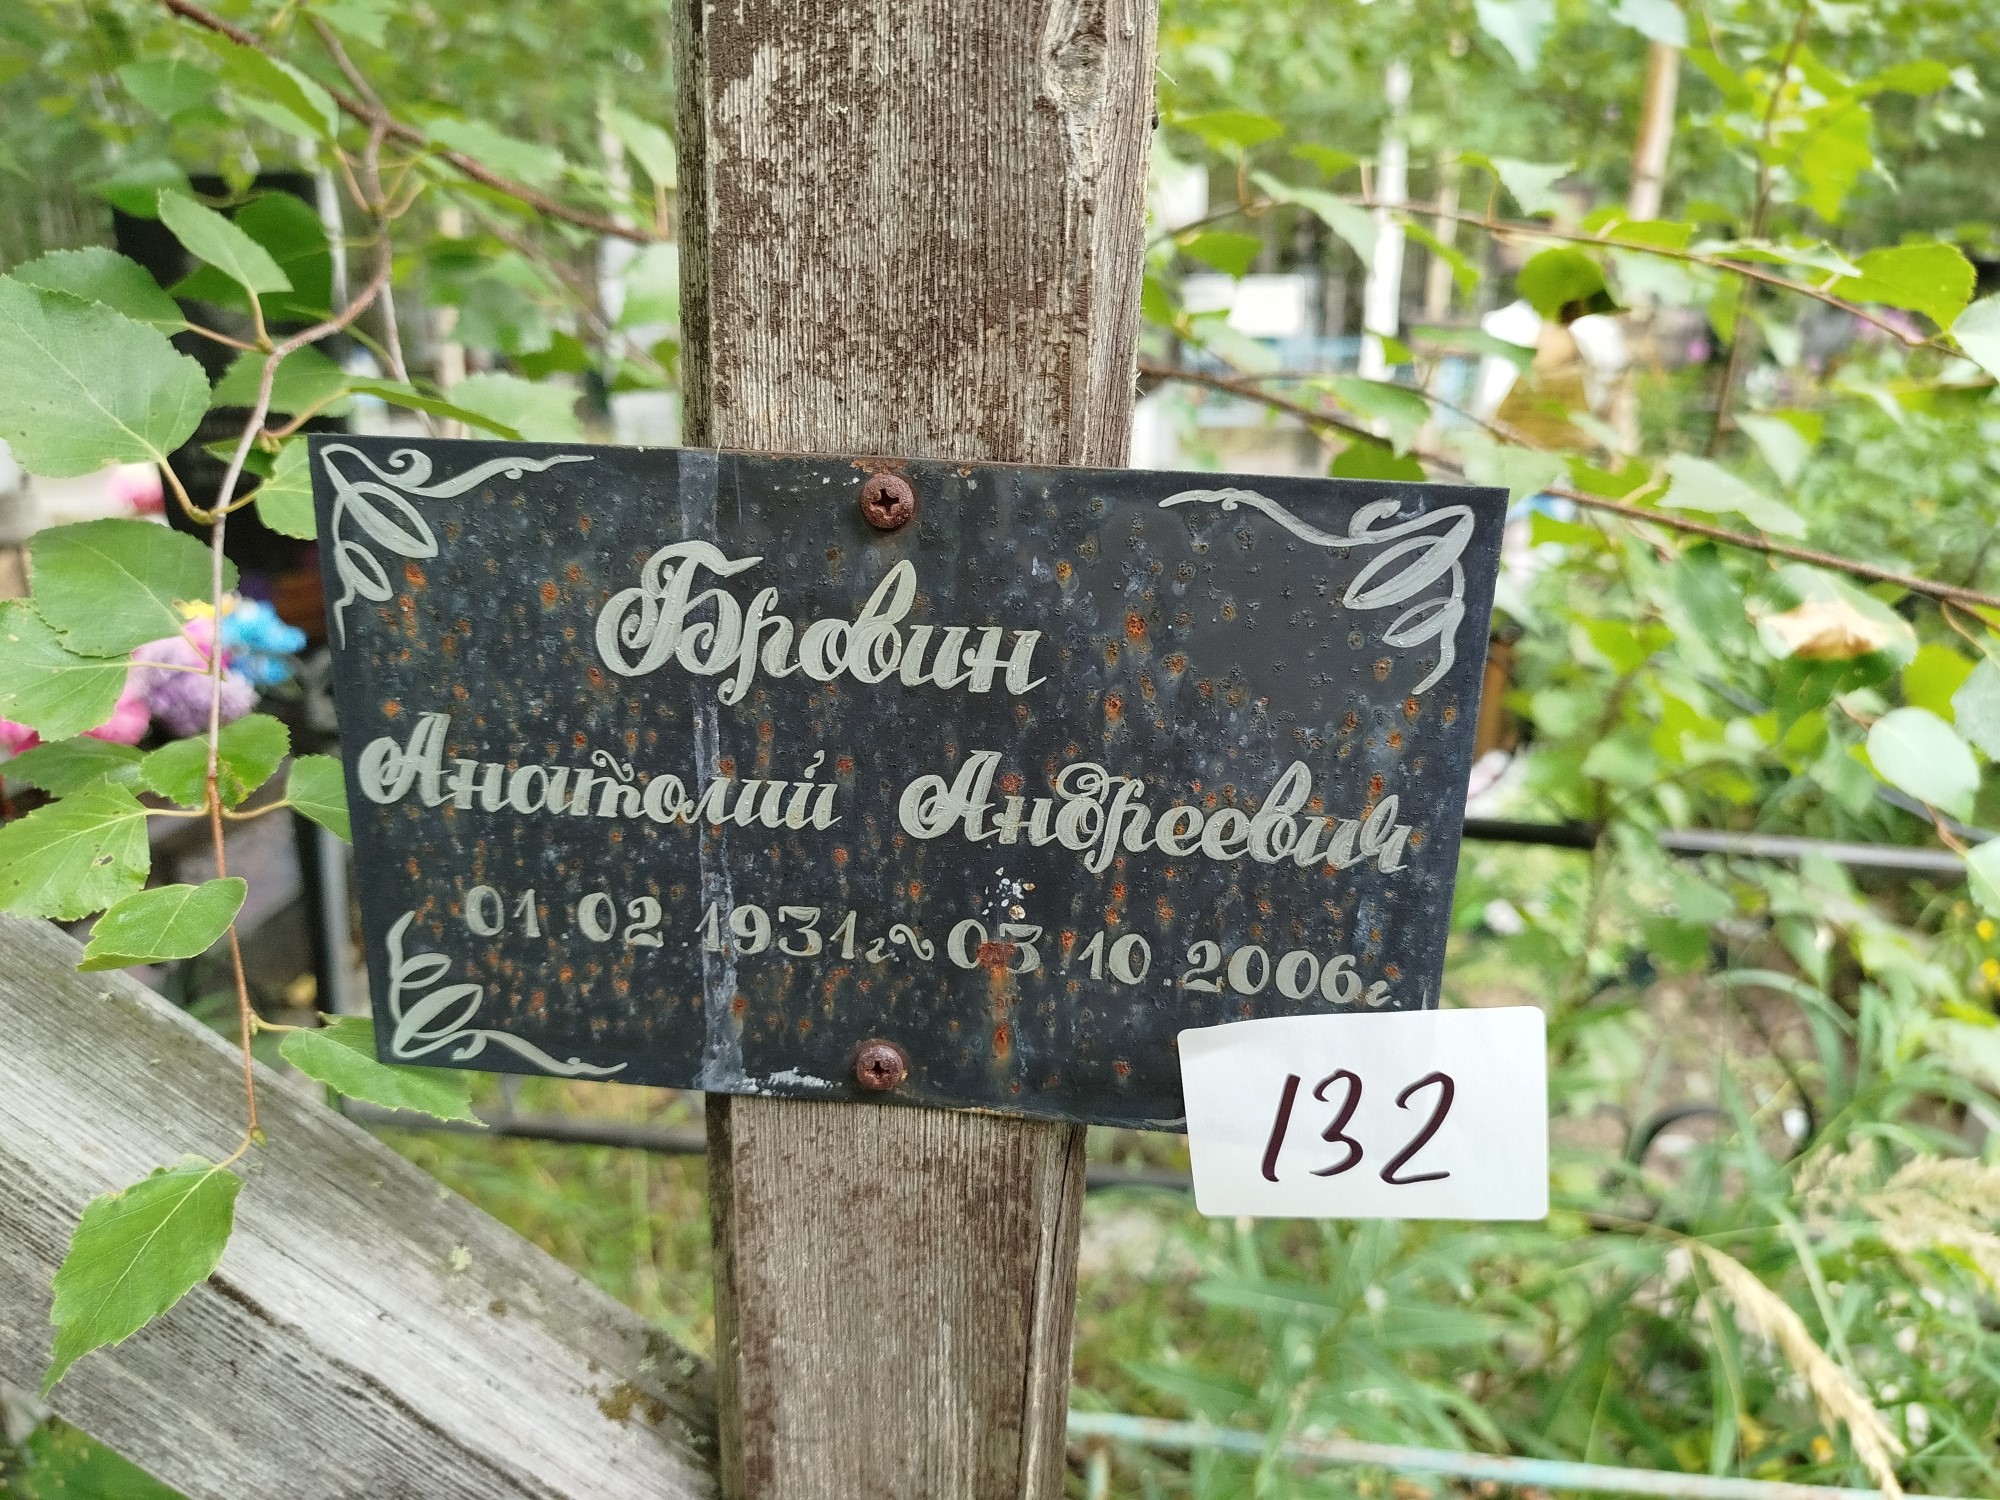 Бровин
Анатолий Андреевич
01.02.1931г ~ 03.10.2006г.
132